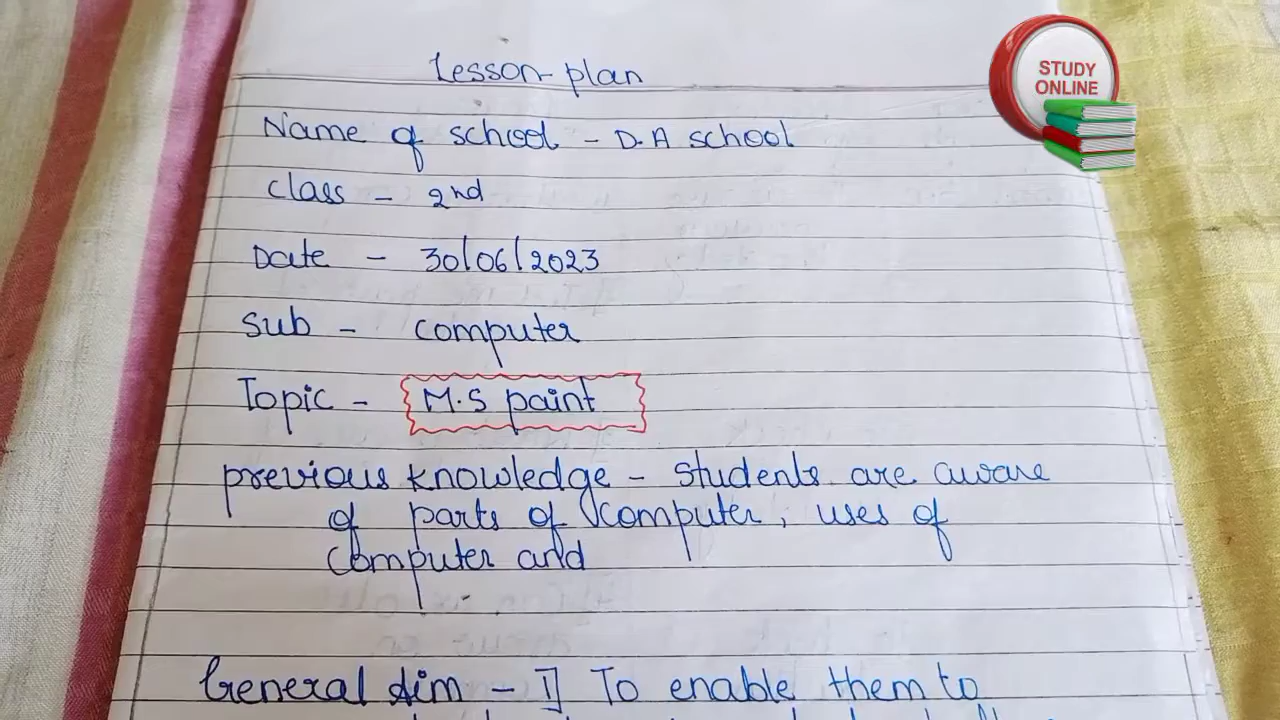 Lesson-plan
STUDY
ONLINE
Name of school - D.A school
Class - 2nd
Date - 30/06/2023
Sub - Computer
Topic - M.S paint
previous knowledge - students are aware
of parts of computer, uses of
computer and
General Aim - 1] To enable them to